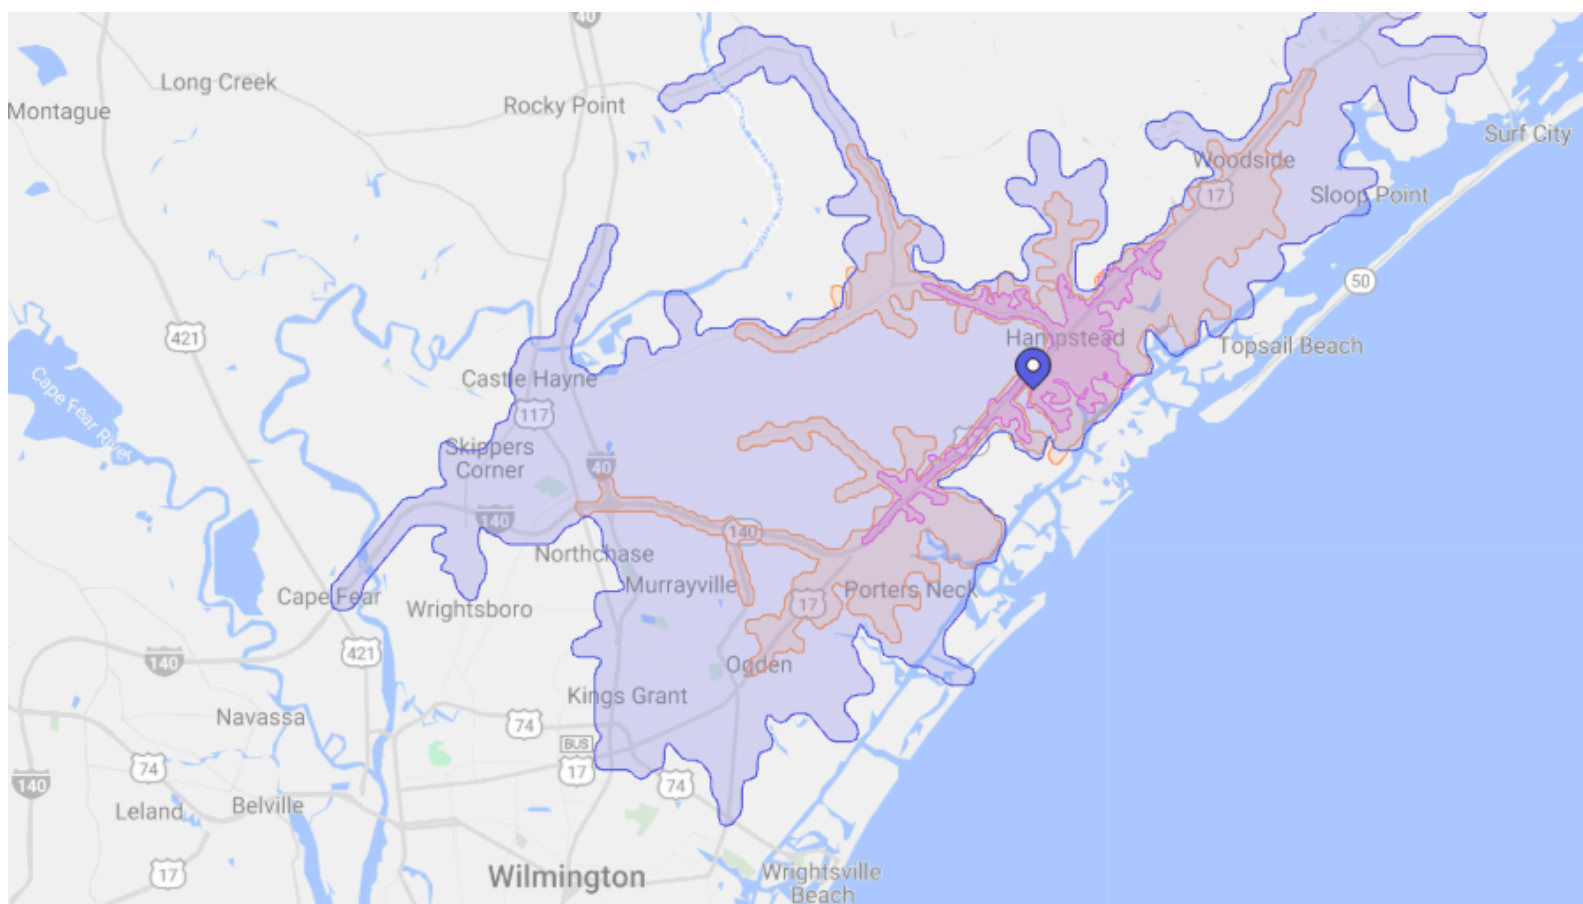 40
Long Creek
Rocky Point
Montague
Surf City
Woodside
17
Sloop Point
50
421
Hampstead
Topsail Beach
Castle Hayne
Cape Fear River
117
17
Skippers
Corner
40
140
140
Northchase
Murrayville
Porters Neck
Cape Fear
Wrightsboro
17
421
140
Ogden
Kings Grant
Navassa
74
BUS
17
74
140
74
Leland
Belville
17
Wilmington
Wrightsville
Beach